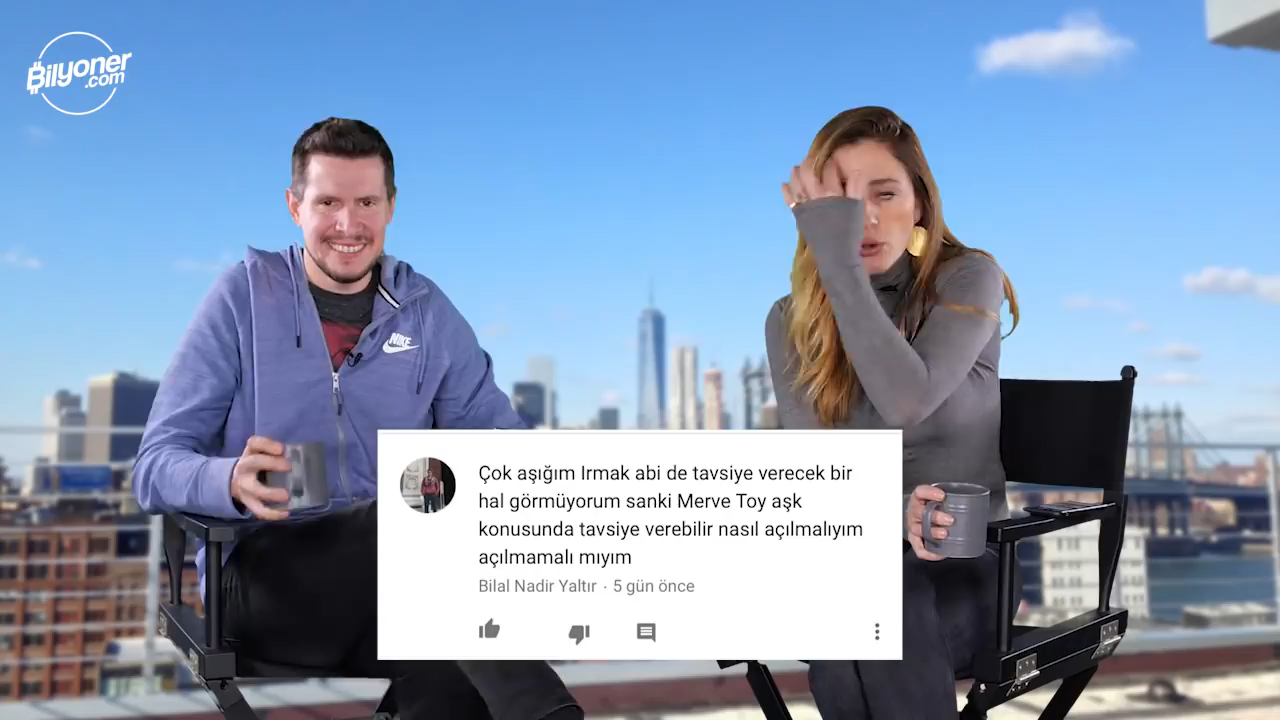 Bilyoner
.com
NIKE
Çok aşığım Irmak abi de tavsiye verecek bir
hal görmüyorum sanki Merve Toy aşk
konusunda tavsiye verebilir nasıl açılmalıyım
açılmamalı mıyım
Bilal Nadir Yaltır · 5 gün önce